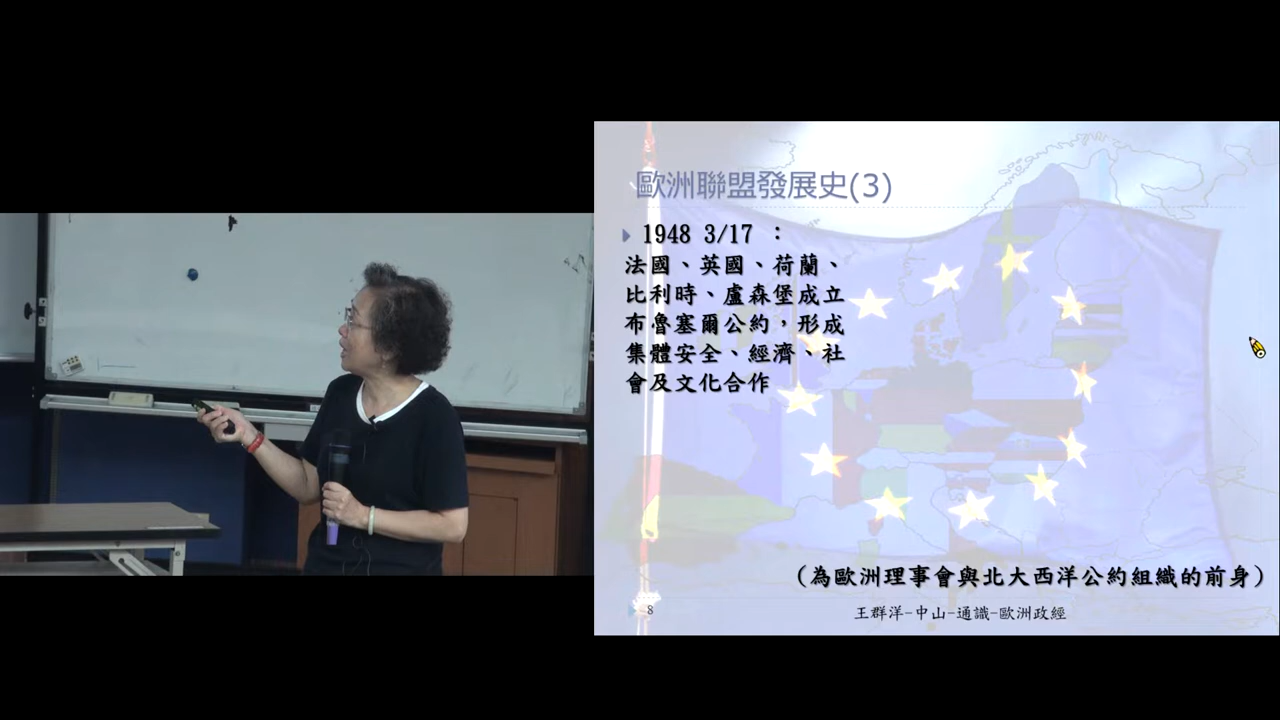 歐洲聯盟發展史(3)
1948 3/17 ：
法國、英國、荷蘭、
比利時、盧森堡成立
布魯塞爾公約，形成
集體安全、經濟、社
會及文化合作
(為歐洲理事會與北大西洋公約組織的前身)
8
王群洋-中山-通識-歐洲政經